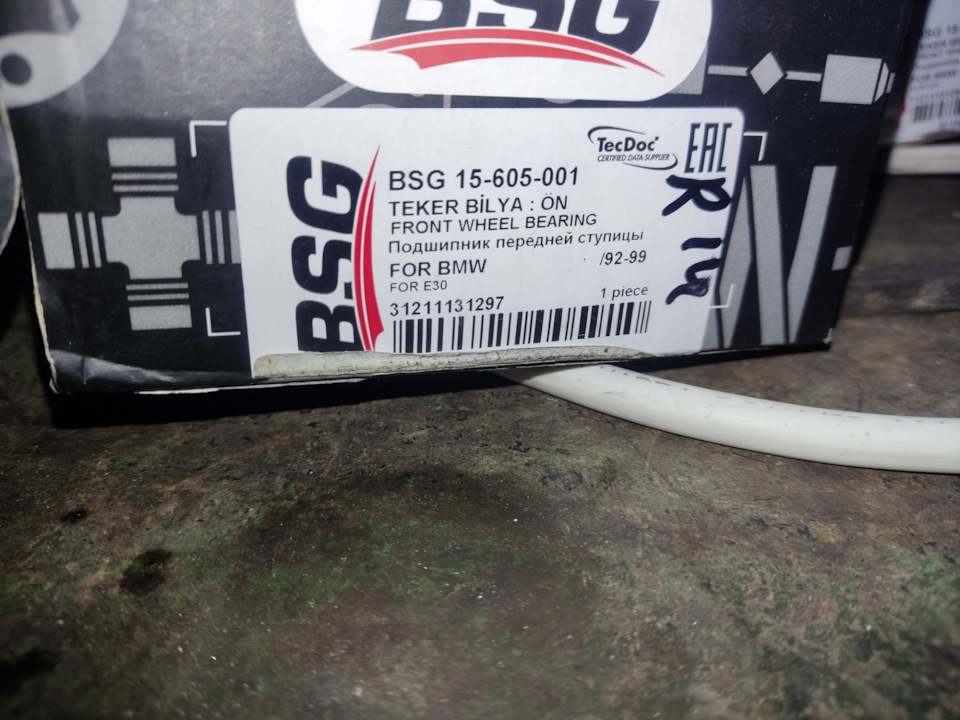 BSG
TecDoc
CERTIFIED DATA SUPPLIER
EAC
BSG
BSG 15-605-001
TEKER BİLYA : ÖN
FRONT WHEEL BEARING
Подшипник передней ступицы
FOR BMW /92-99
FOR E30
31211131297 1 piece